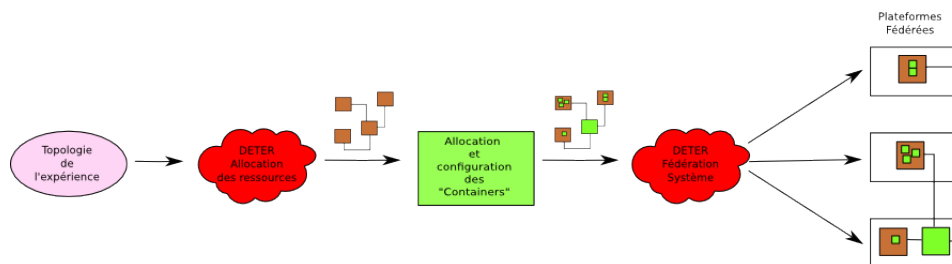 Plateformes
Fédérées
Topologie
de
l'expérience
DETER
Allocation
des ressources
Allocation
et
configuration
des
"Containers"
DETER
Fédération
Système